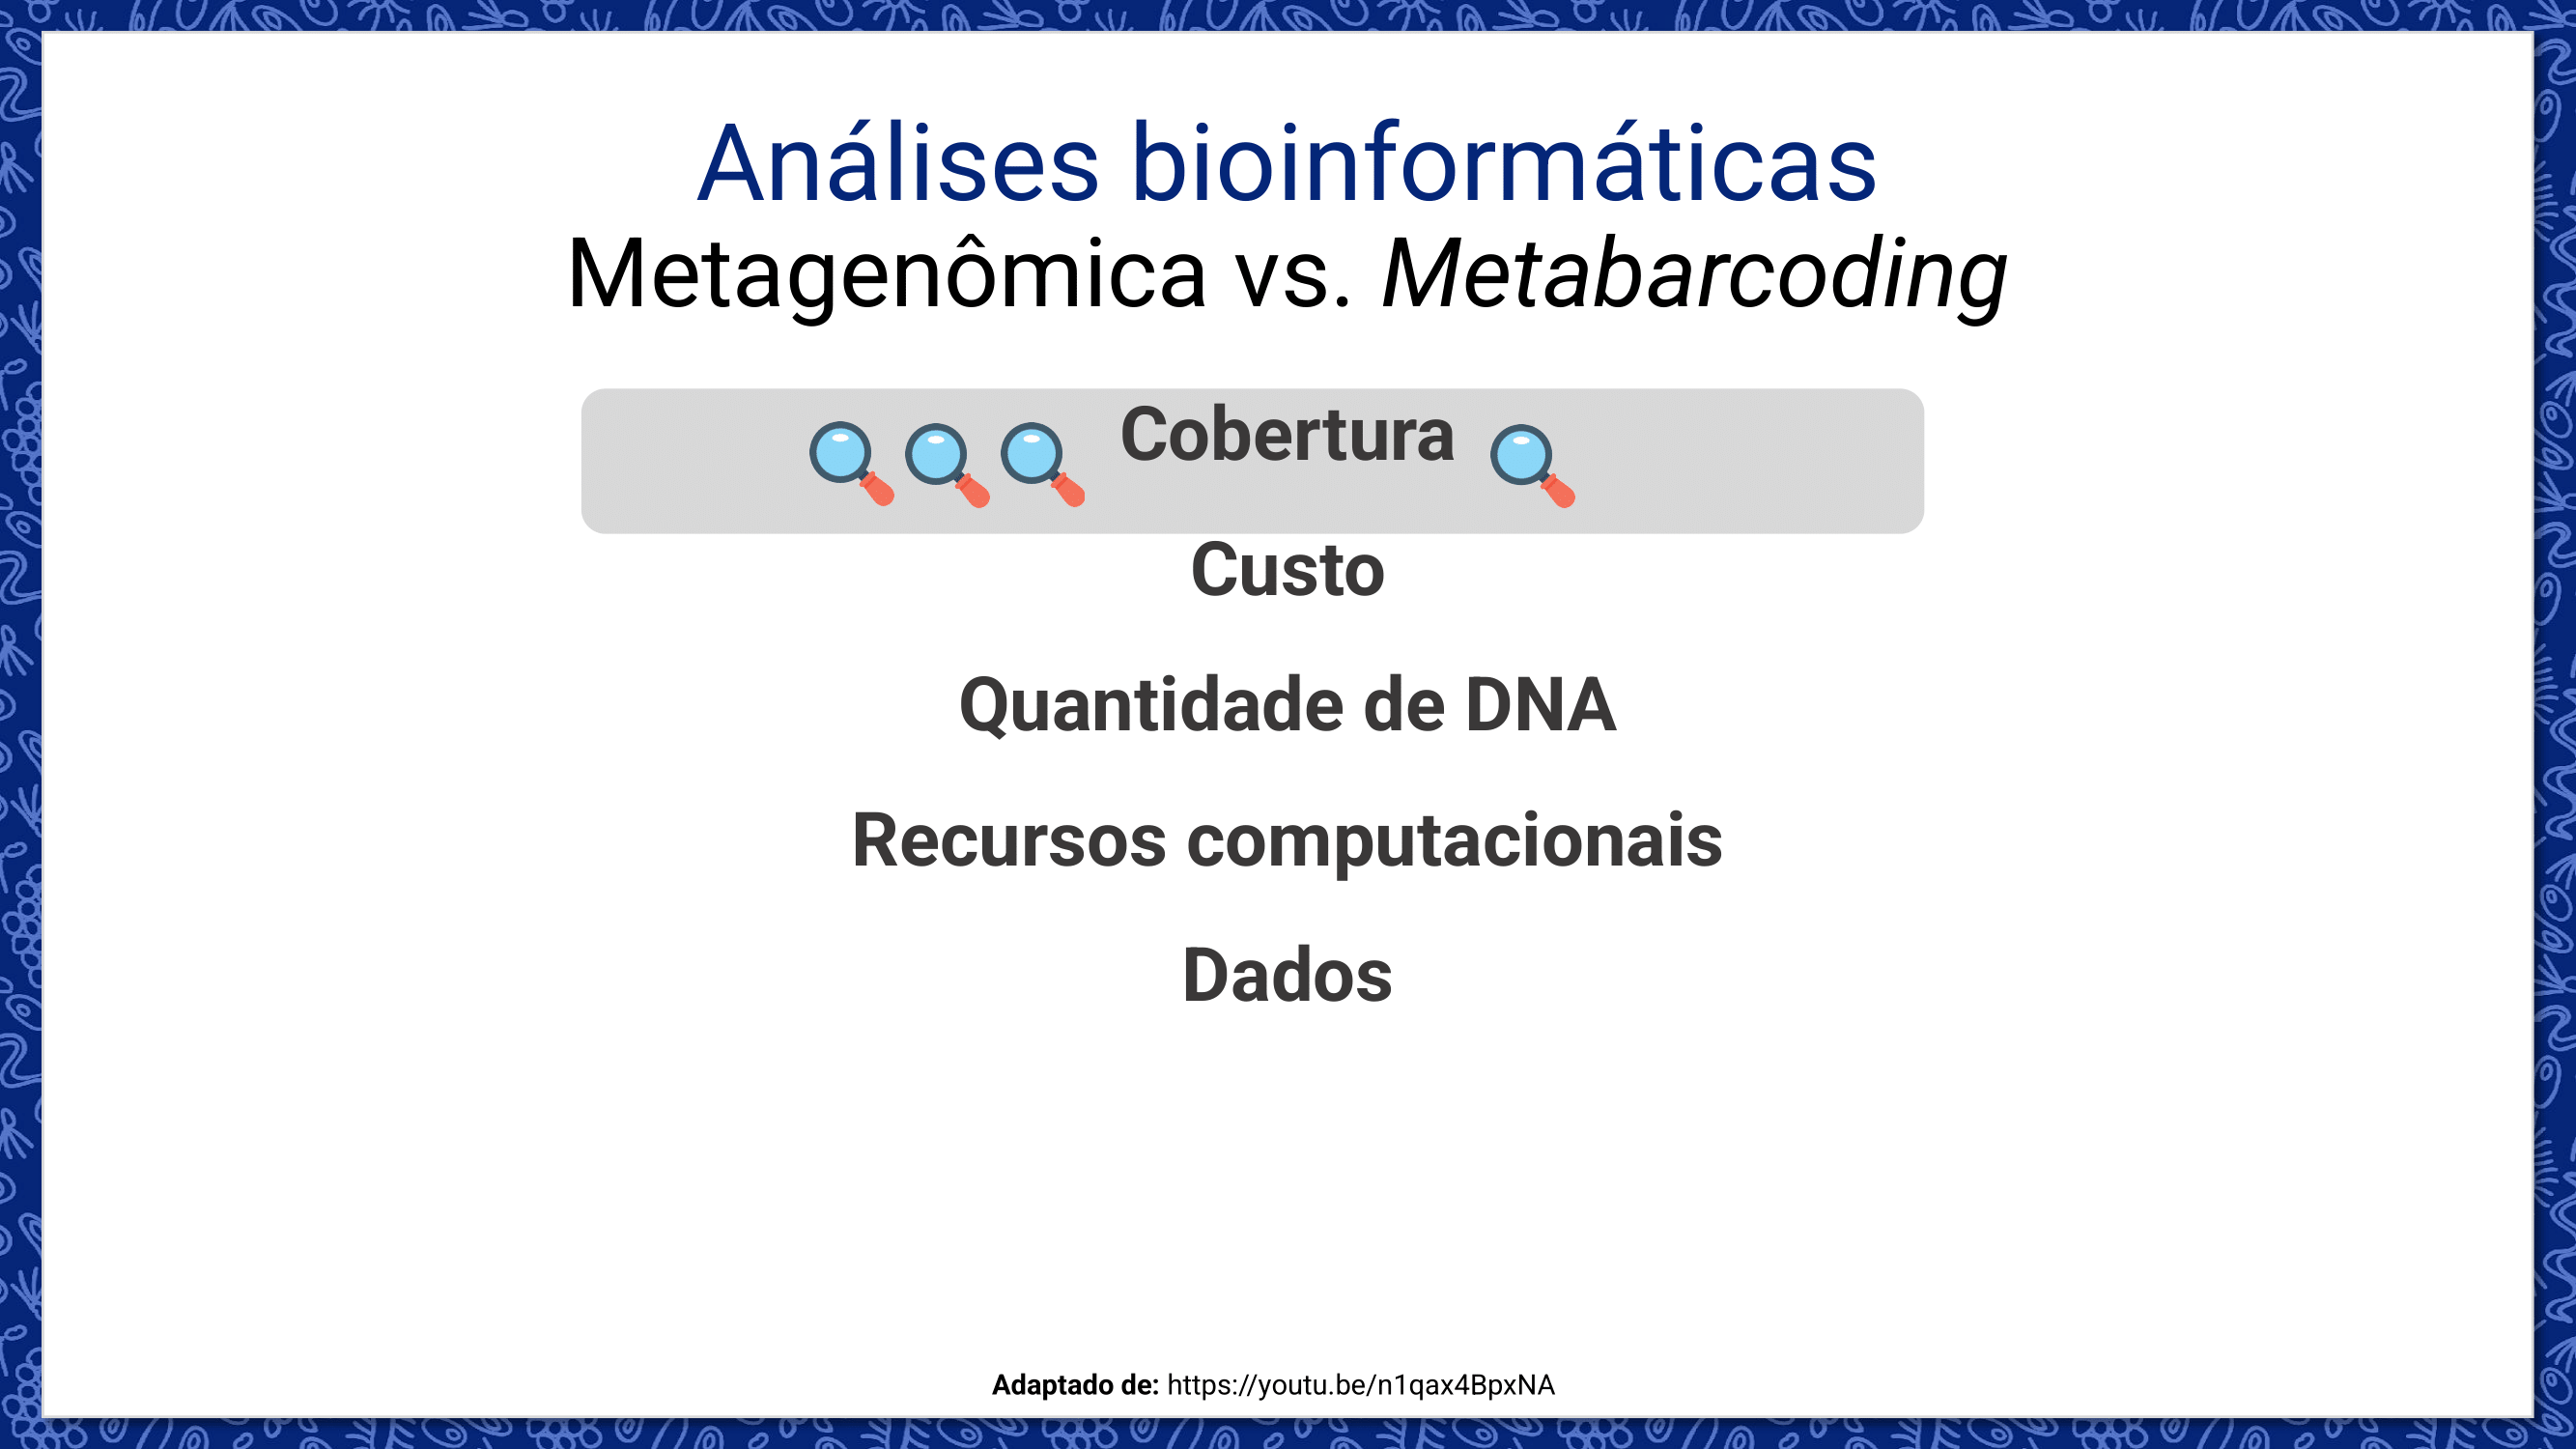 Análises bioinformáticas
Metagenômica vs. Metabarcoding
Cobertura
Custo
Quantidade de DNA
Recursos computacionais
Dados
Adaptado de: https://youtu.be/n1qax4BpxNA